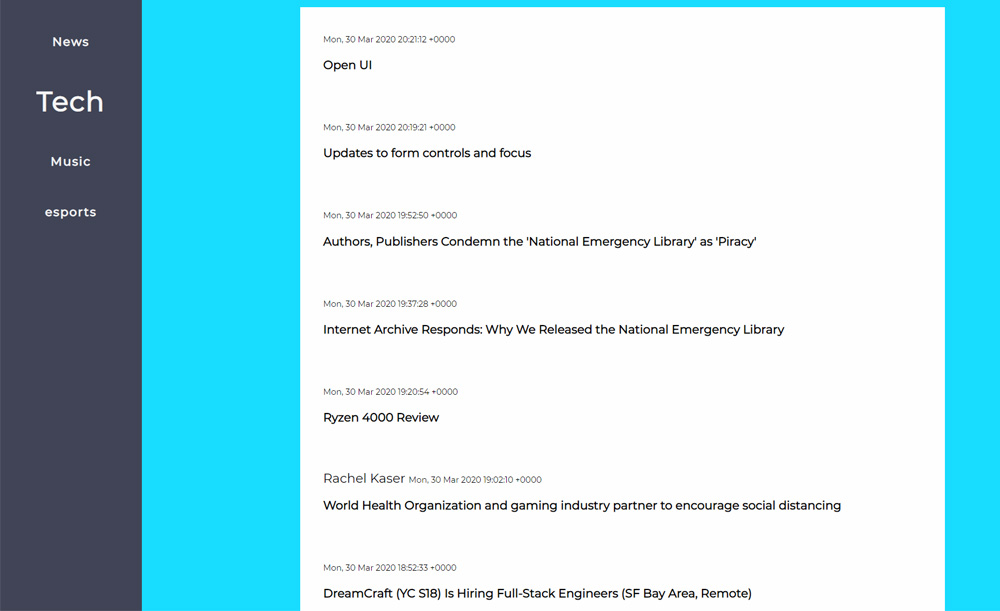 News
Tech
Music
esports
Mon, 30 Mar 2020 20:21:12 +0000
Open UI
Mon, 30 Mar 2020 20:19:21 +0000
Updates to form controls and focus
Mon, 30 Mar 2020 19:52:50 +0000
Authors, Publishers Condemn the 'National Emergency Library' as 'Piracy'
Mon, 30 Mar 2020 19:37:28 +0000
Internet Archive Responds: Why We Released the National Emergency Library
Mon, 30 Mar 2020 19:20:54 +0000
Ryzen 4000 Review
Rachel Kaser Mon, 30 Mar 2020 19:02:10 +0000
World Health Organization and gaming industry partner to encourage social distancing
Mon, 30 Mar 2020 18:52:33 +0000
DreamCraft (YC S18) Is Hiring Full-Stack Engineers (SF Bay Area, Remote)